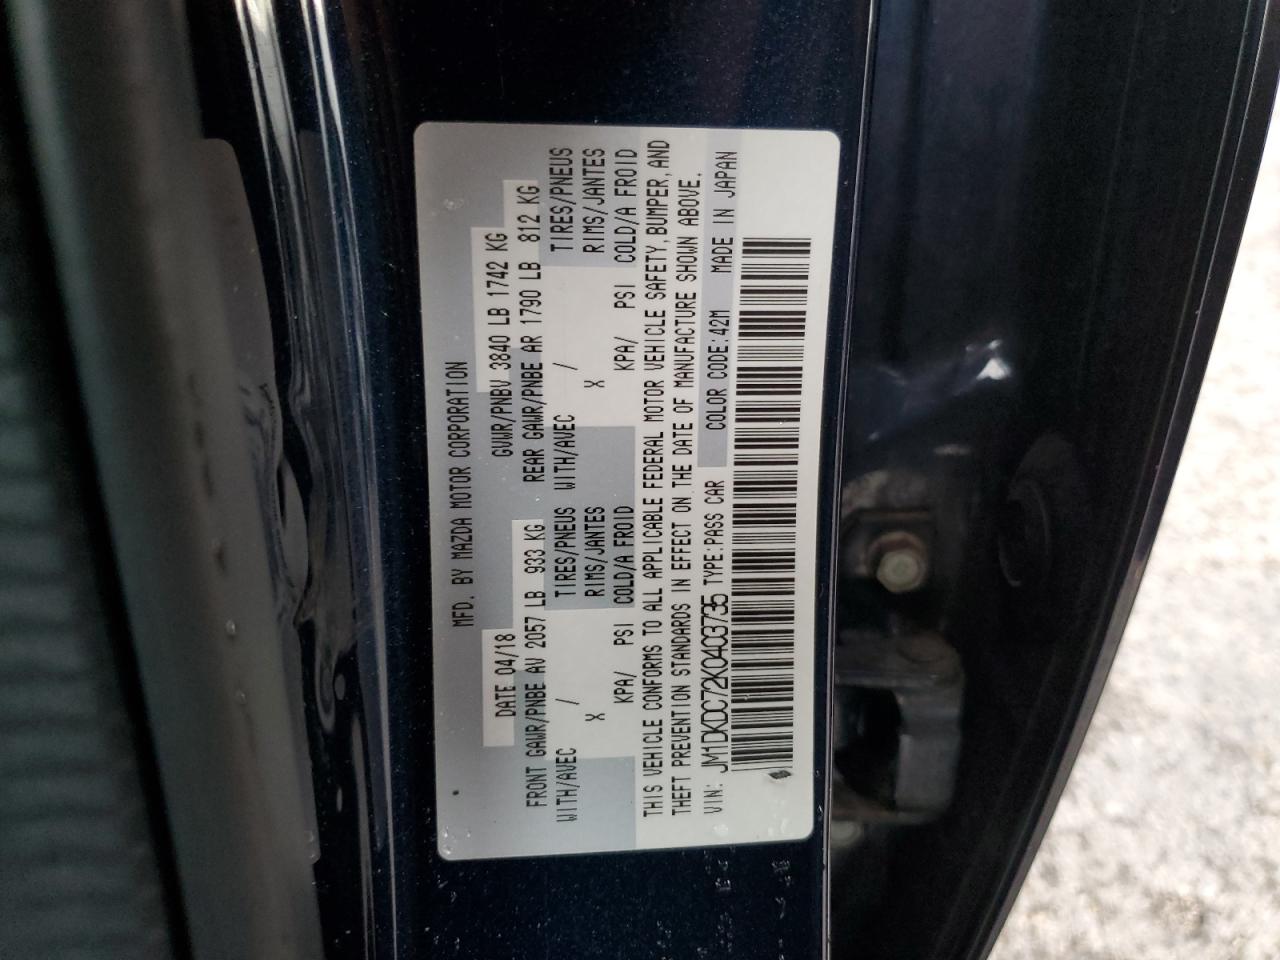 MFD. BY MAZDA MOTOR CORPORATION
DATE 04/18 GVWR/PNBV 3840 LB 1742 KG
FRONT GAWR/PNBE AV 2057 LB 933 KG REAR GAWR/PNBE AR 1790 LB 812 KG
WITH/AVEC / TIRES/PNEUS WITH/AVEC / TIRES/PNEUS
X RIMS/JANTES X RIMS/JANTES
KPA/ PSI COLD/A FROID KPA/ PSI COLD/A FROID
THIS VEHICLE CONFORMS TO ALL APPLICABLE FEDERAL MOTOR VEHICLE SAFETY, BUMPER, AND
THEFT PREVENTION STANDARDS IN EFFECT ON THE DATE OF MANUFACTURE SHOWN ABOVE.
VIN: JM1DKDC72K0403735 TYPE:PASS CAR COLOR CODE:42M MADE IN JAPAN